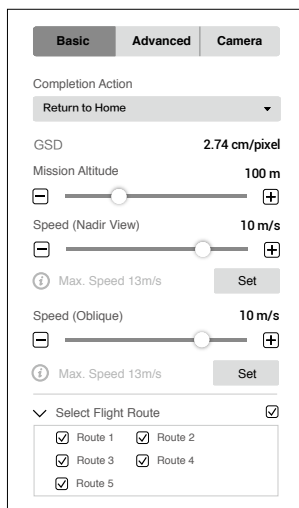 Basic Advanced Camera
Completion Action
Return to Home
GSD 2.74 cm/pixel
Mission Altitude 100 m
Speed (Nadir View) 10 m/s
Max. Speed 13m/s Set
Speed (Oblique) 10 m/s
Max. Speed 13m/s Set
Select Flight Route
Route 1 Route 2
Route 3 Route 4
Route 5